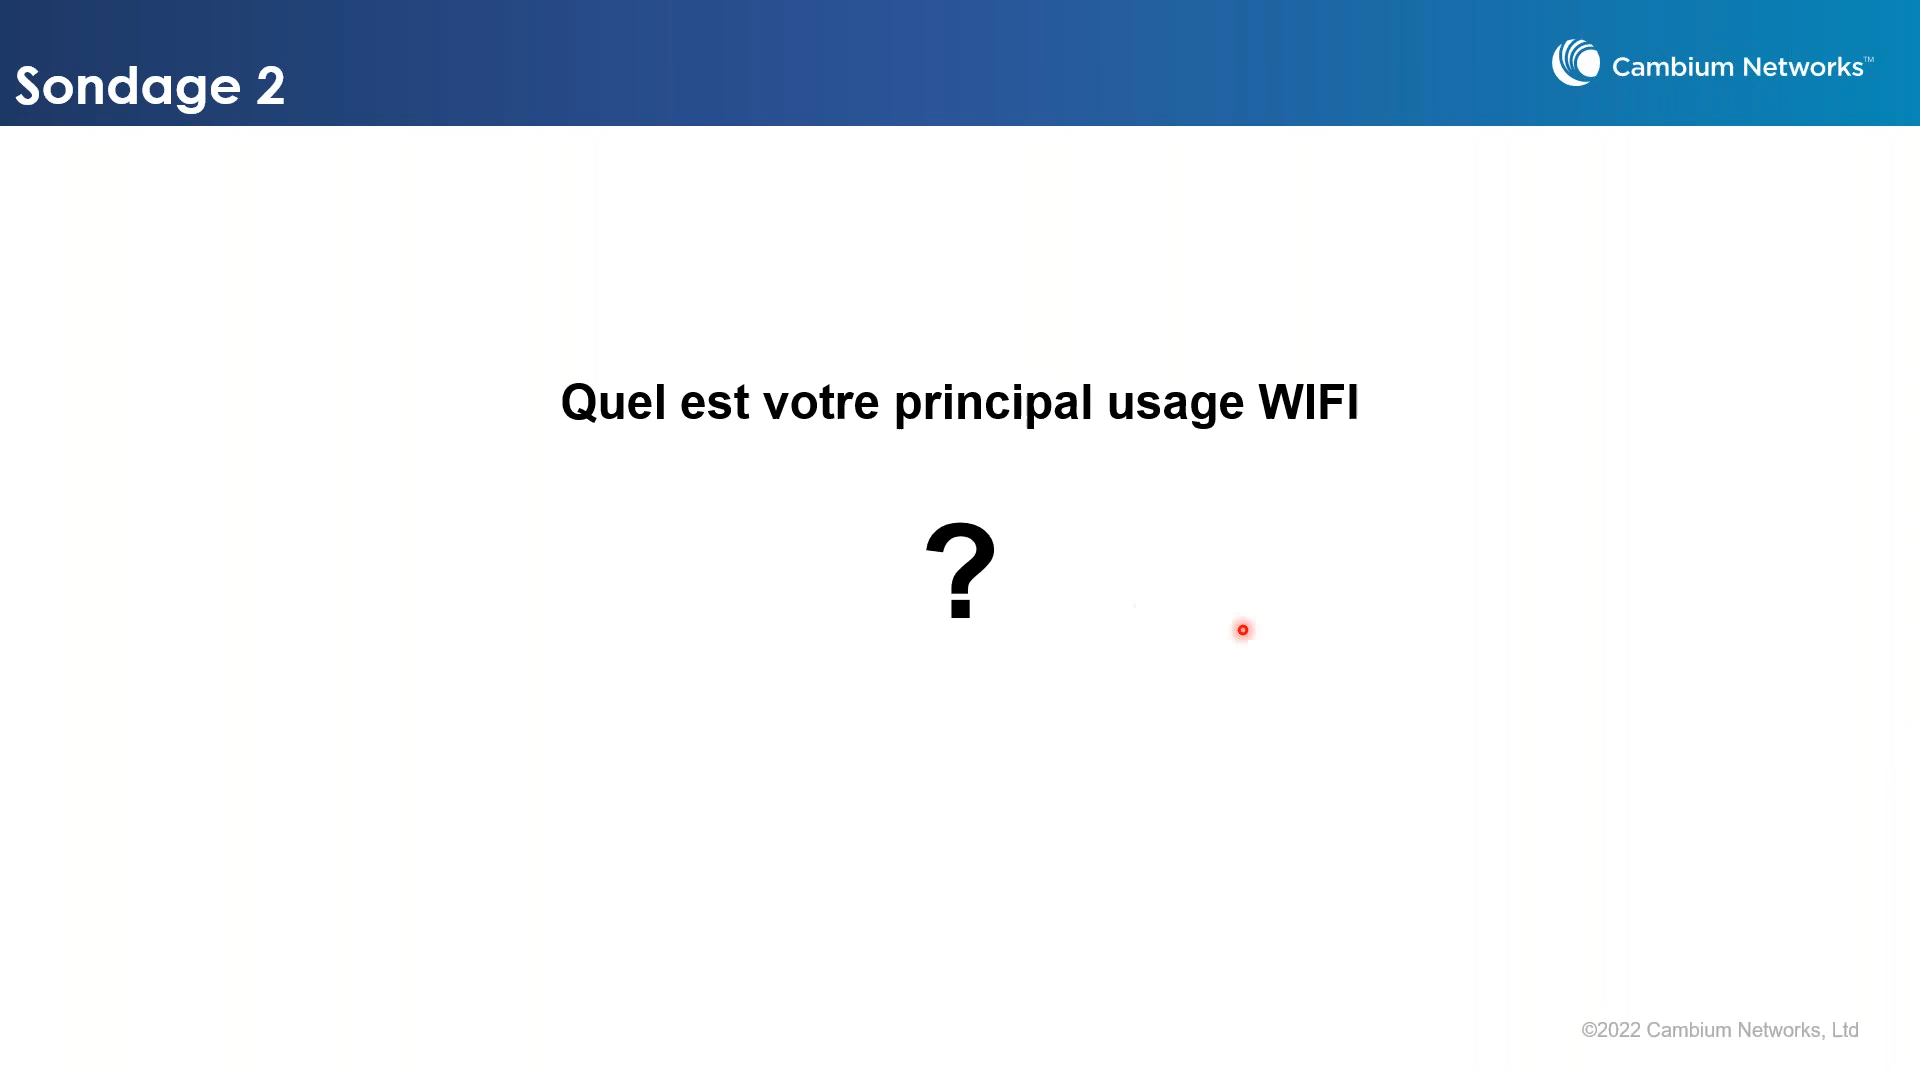 Sondage 2
Cambium Networks™
Quel est votre principal usage WIFI
?
©2022 Cambium Networks, Ltd